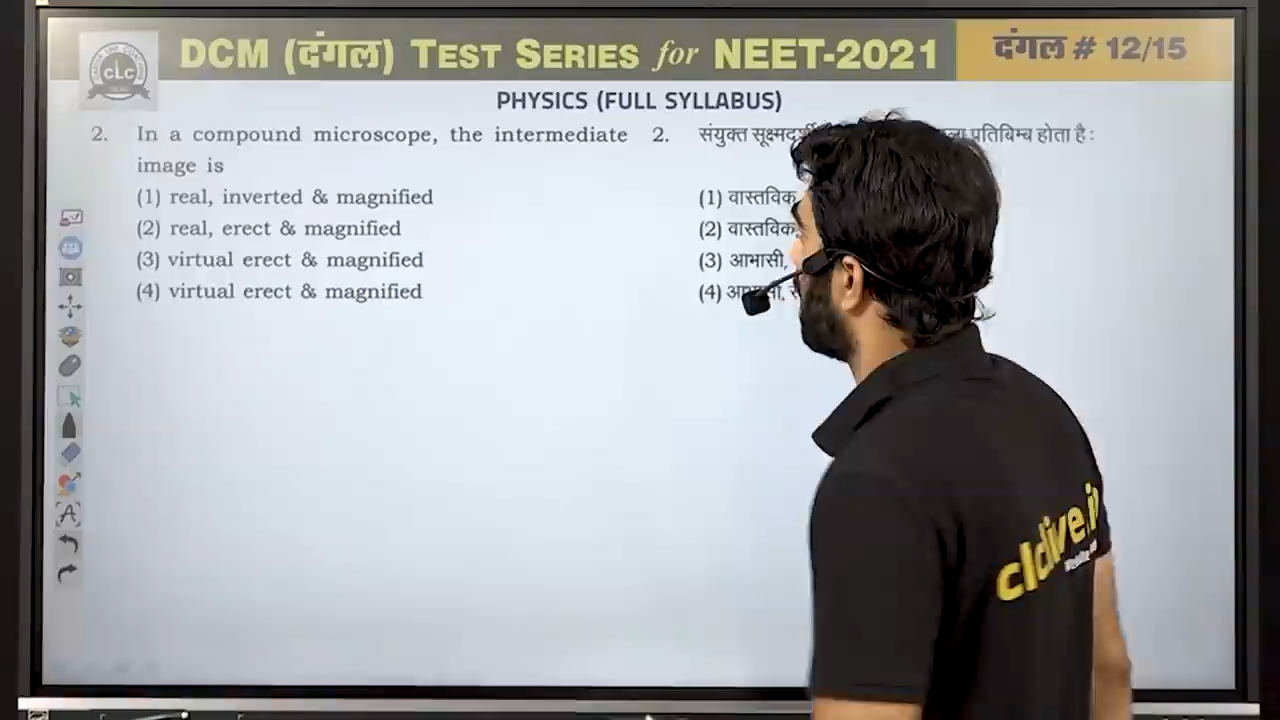 DCM (दंगल) TEST SERIES for NEET-2021
दंगल # 12/15
CLC
PHYSICS (FULL SYLLABUS)
2. In a compound microscope, the intermediate
image is
(1) real, inverted & magnified
(2) real, erect & magnified
(3) virtual erect & magnified
(4) virtual erect & magnified
2. संयुक्त प्रतिबिम्ब होता है :
(1) वास्तविक
(2) वास्तविक
(3) आभासी,
(4)
A